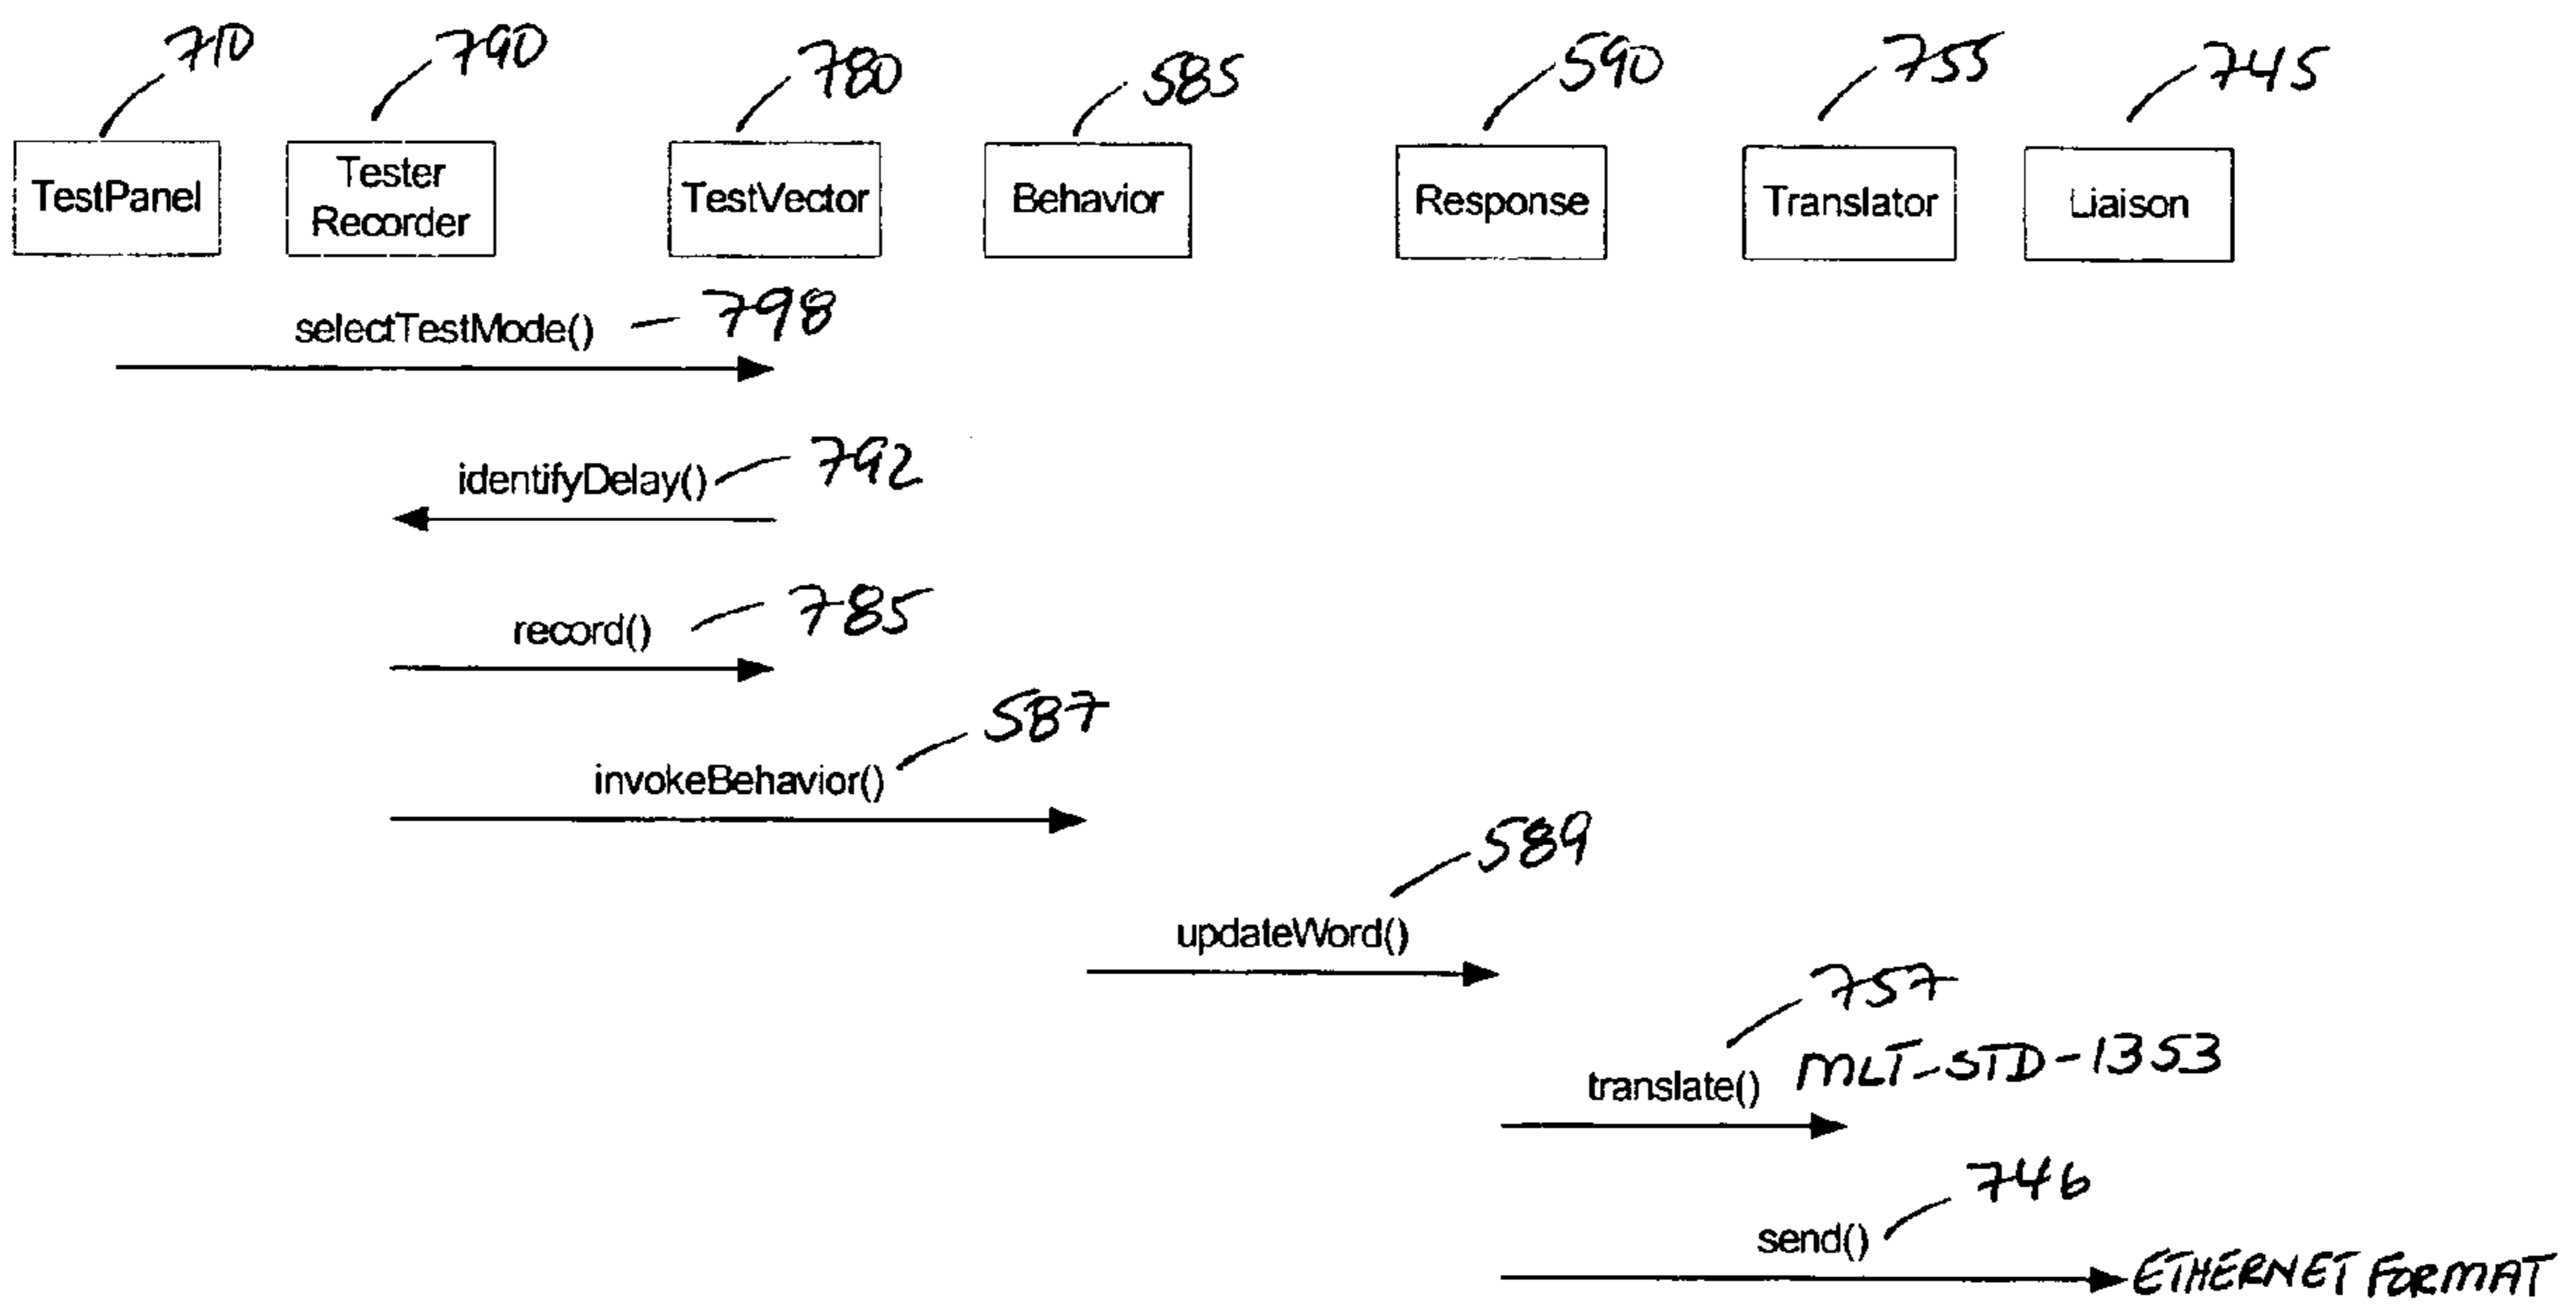 710 790 780 585 590 755 745
TestPanel Tester Recorder TestVector Behavior Response Translator Liaison
selectTestMode() 798
identifyDelay() 792
record() 785
587
invokeBehavior()
589
updateWord()
757
translate() MLT-STD-1353
746
send()
ETHERNET FORMAT